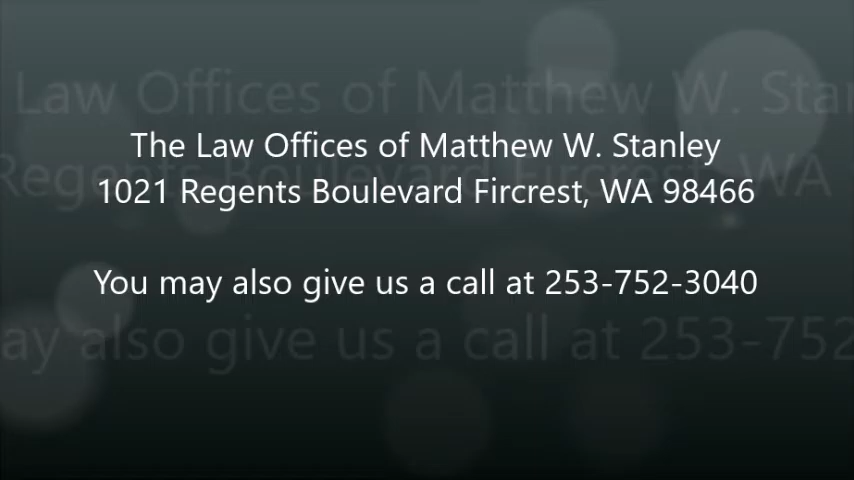 The Law Offices of Matthew W. Stanley
1021 Regents Boulevard Fircrest, WA 98466
You may also give us a call at 253-752-3040